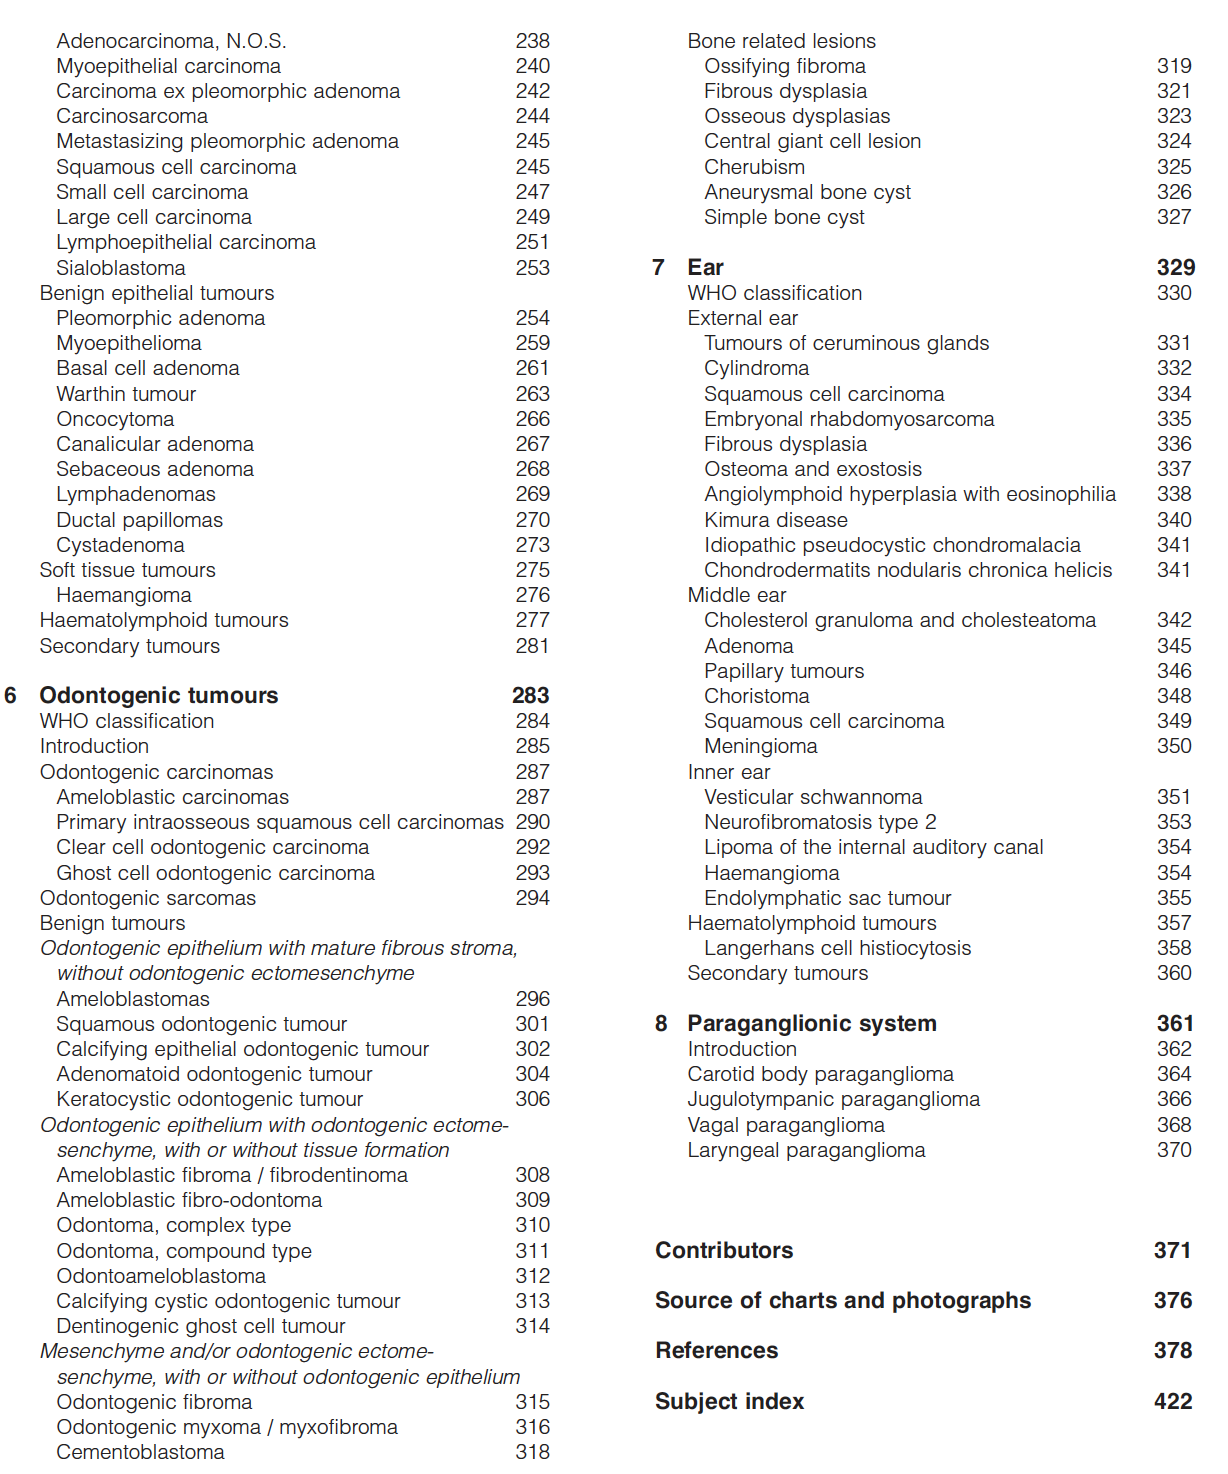 Adenocarcinoma, N.O.S. 238
Myoepithelial carcinoma 240
Carcinoma ex pleomorphic adenoma 242
Carcinosarcoma 244
Metastasizing pleomorphic adenoma 245
Squamous cell carcinoma 245
Small cell carcinoma 247
Large cell carcinoma 249
Lymphoepithelial carcinoma 251
Sialoblastoma 253
Benign epithelial tumours
Pleomorphic adenoma 254
Myoepithelioma 259
Basal cell adenoma 261
Warthin tumour 263
Oncocytoma 266
Canalicular adenoma 267
Sebaceous adenoma 268
Lymphadenomas 269
Ductal papillomas 270
Cystadenoma 273
Soft tissue tumours 275
Haemangioma 276
Haematolymphoid tumours 277
Secondary tumours 281
6 Odontogenic tumours 283
WHO classification 284
Introduction 285
Odontogenic carcinomas 287
Ameloblastic carcinomas 287
Primary intraosseous squamous cell carcinomas 290
Clear cell odontogenic carcinoma 292
Ghost cell odontogenic carcinoma 293
Odontogenic sarcomas 294
Benign tumours
Odontogenic epithelium with mature fibrous stroma,
without odontogenic ectomesenchyme
Ameloblastomas 296
Squamous odontogenic tumour 301
Calcifying epithelial odontogenic tumour 302
Adenomatoid odontogenic tumour 304
Keratocystic odontogenic tumour 306
Odontogenic epithelium with odontogenic ectome-
senchyme, with or without tissue formation
Ameloblastic fibroma / fibrodentinoma 308
Ameloblastic fibro-odontoma 309
Odontoma, complex type 310
Odontoma, compound type 311
Odontoameloblastoma 312
Calcifying cystic odontogenic tumour 313
Dentinogenic ghost cell tumour 314
Mesenchyme and/or odontogenic ectome-
senchyme, with or without odontogenic epithelium
Odontogenic fibroma 315
Odontogenic myxoma / myxofibroma 316
Cementoblastoma 318
Bone related lesions
Ossifying fibroma 319
Fibrous dysplasia 321
Osseous dysplasias 323
Central giant cell lesion 324
Cherubism 325
Aneurysmal bone cyst 326
Simple bone cyst 327
7 Ear 329
WHO classification 330
External ear
Tumours of ceruminous glands 331
Cylindroma 332
Squamous cell carcinoma 334
Embryonal rhabdomyosarcoma 335
Fibrous dysplasia 336
Osteoma and exostosis 337
Angiolymphoid hyperplasia with eosinophilia 338
Kimura disease 340
Idiopathic pseudocystic chondromalacia 341
Chondrodermatits nodularis chronica helicis 341
Middle ear
Cholesterol granuloma and cholesteatoma 342
Adenoma 345
Papillary tumours 346
Choristoma 348
Squamous cell carcinoma 349
Meningioma 350
Inner ear
Vesticular schwannoma 351
Neurofibromatosis type 2 353
Lipoma of the internal auditory canal 354
Haemangioma 354
Endolymphatic sac tumour 355
Haematolymphoid tumours 357
Langerhans cell histiocytosis 358
Secondary tumours 360
8 Paraganglionic system 361
Introduction 362
Carotid body paraganglioma 364
Jugulotympanic paraganglioma 366
Vagal paraganglioma 368
Laryngeal paraganglioma 370
Contributors 371
Source of charts and photographs 376
References 378
Subject index 422